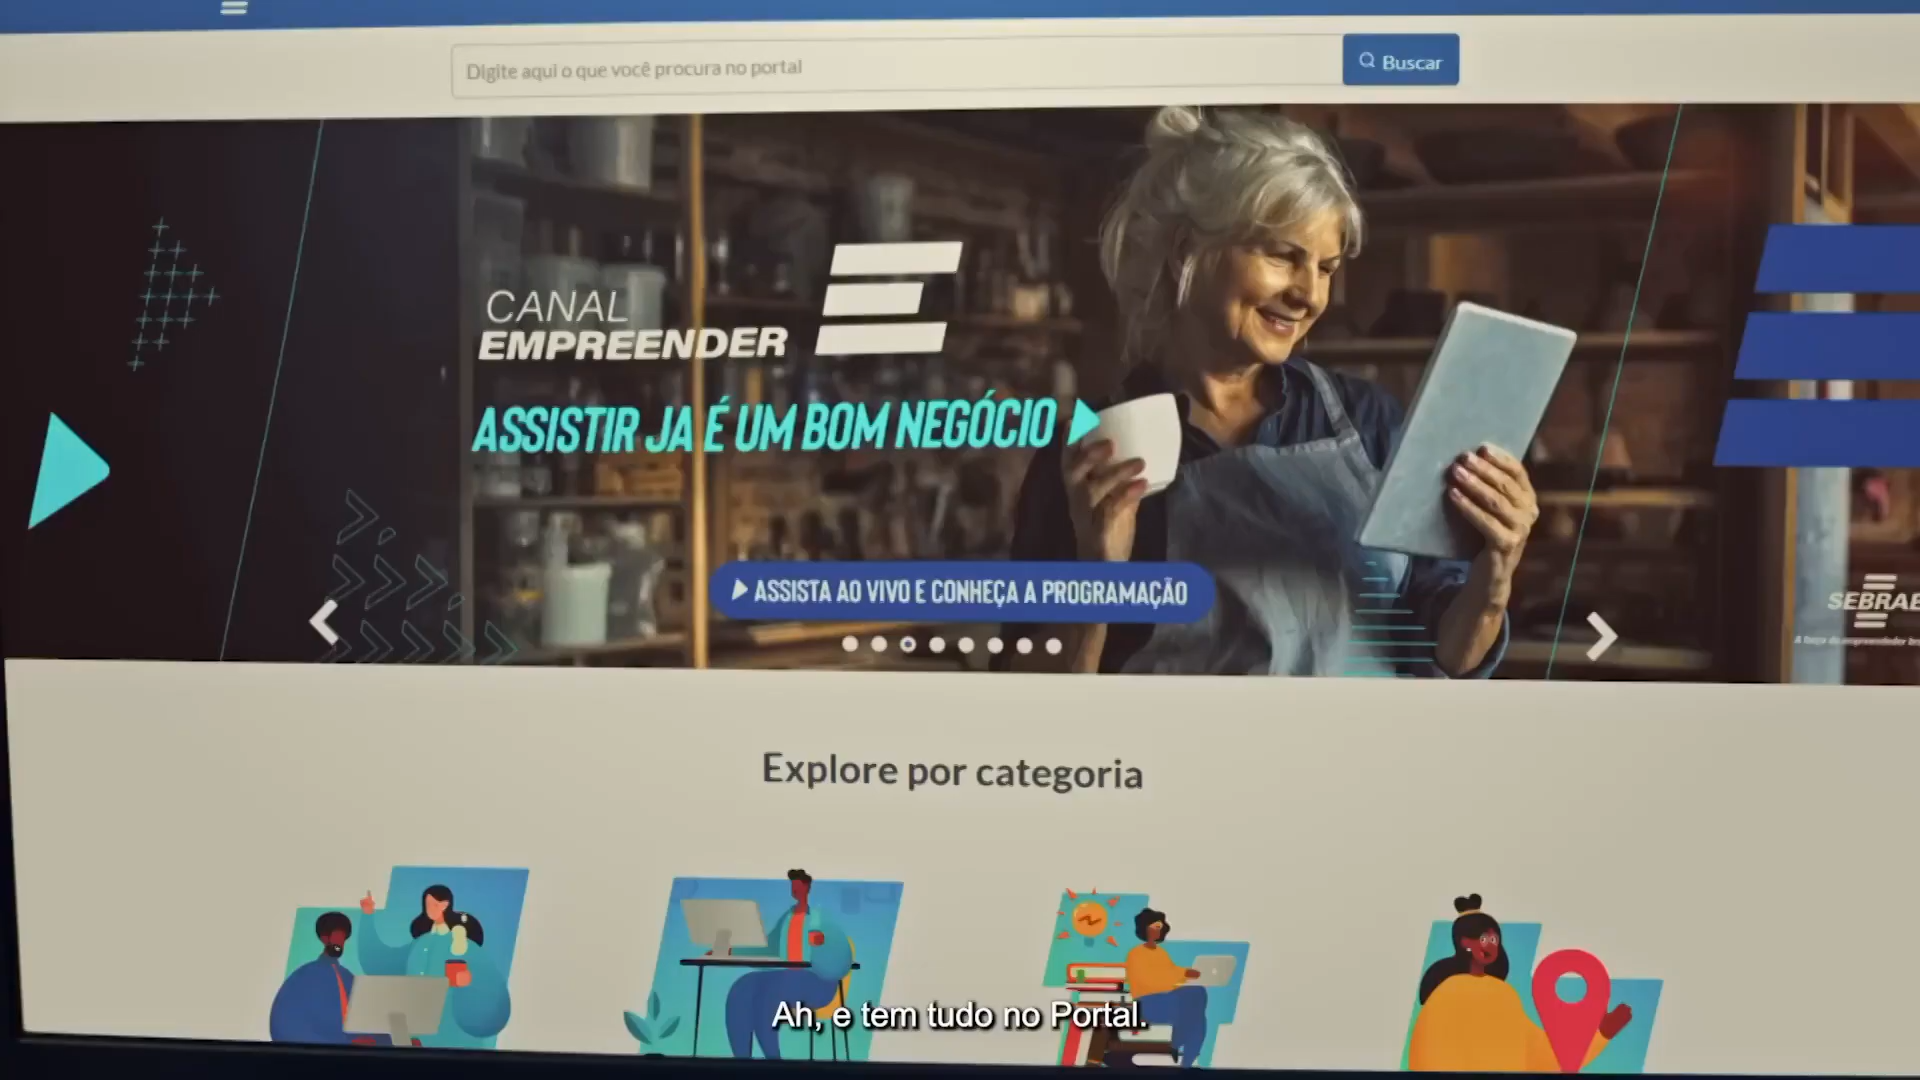 Digite aqui o que você procura no portal
Buscar
CANAL
EMPREENDER
ASSISTIR JA É UM BOM NEGÓCIO
ASSISTA AO VIVO E CONHEÇA A PROGRAMAÇÃO
SEBRAE
Explore por categoria
Ah, e tem tudo no Portal.